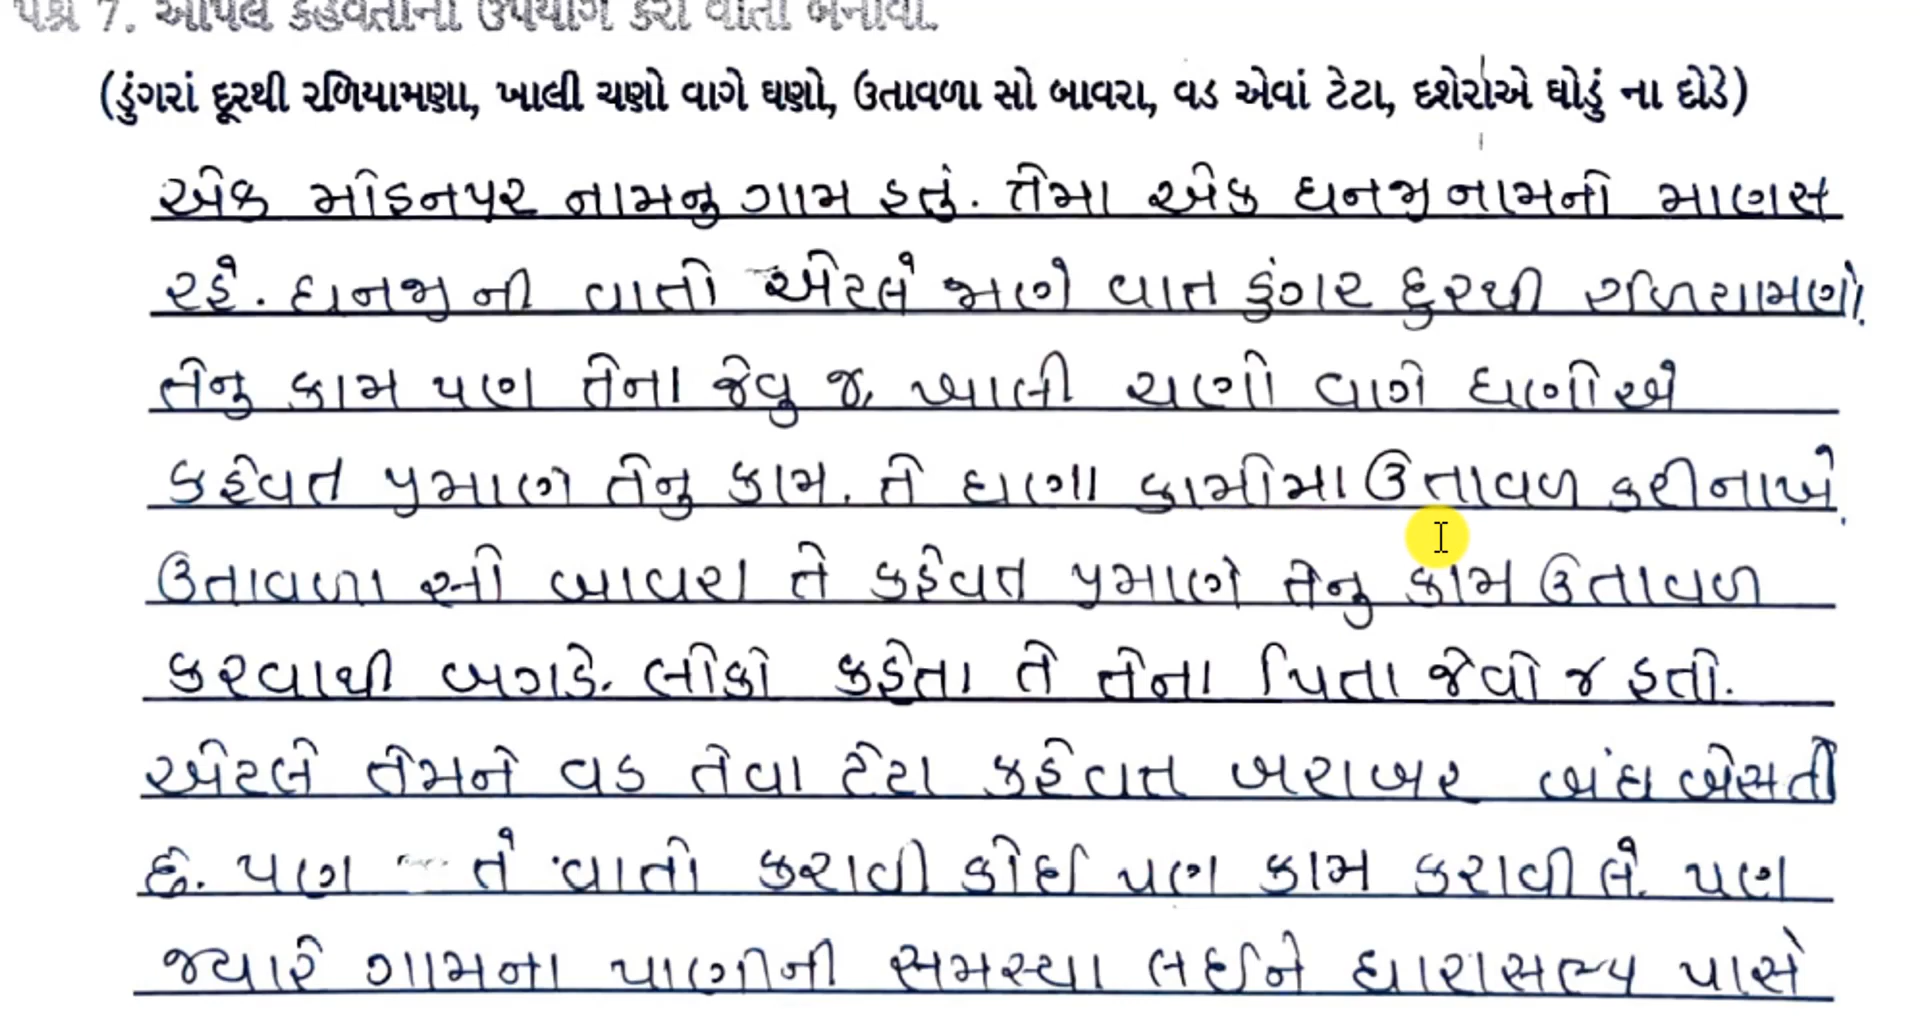 પ્રશ્ન 7. આપેલ કહેવતોનો ઉપયોગ કરી વાર્તા બનાવો.
(ડુંગરાં દૂરથી રળિયામણા, ખાલી ચણો વાગે ઘણો, ઉતાવળા સો બાવરા, વડ એવાં ટેટા, દશેરાએ ઘોડું ના દોડે)
એક મોહનપુર નામનુ ગામ હતું. તેમા એક ધનજી નામનો માણસ
રહે. ધનજી ની વાતો એટલે જાણે વાત ડુંગર દુરથી રળિયામણો.
તેનુ કામ પણ તેના જેવુ જ, ખાલી ચણો વાગે ઘણોએ
કહેવત પ્રમાણે તેનુ કામ. તે ઘણા કામોમા ઉતાવળ કરી નાખે.
ઉતાવળા સો બાવરા તે કહેવત પ્રમાણે તેનુ કામ ઉતાવળ
કરવાથી બગડે. લોકો કહેતા તે તેના પિતા જેવો જ હતો.
એટલે તેમને વડ તેવા ટેટા કહેવત બરાબર બંધ બેસતી
છે. પણ તે વાતો કરાવી કોઈ પણ કામ કરાવી લે. પણ
જ્યારે ગામના પાણીની સમસ્યા લઈને ધારાસભ્ય પાસે